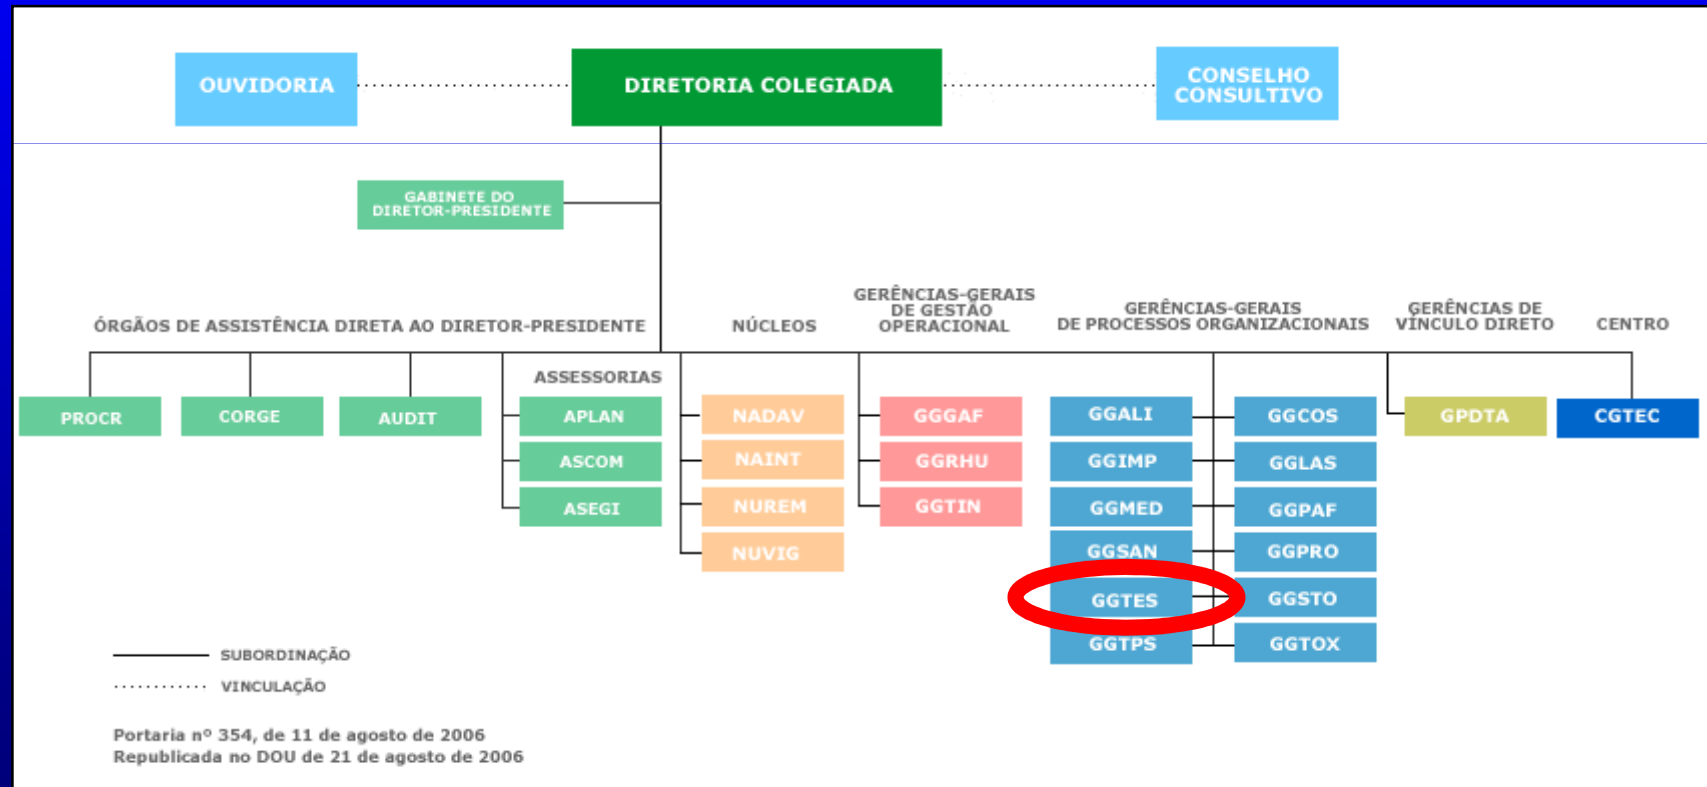 OUVIDORIA
DIRETORIA COLEGIADA
CONSELHO
CONSULTIVO
GABINETE DO
DIRETOR-PRESIDENTE
ÓRGÃOS DE ASSISTÊNCIA DIRETA AO DIRETOR-PRESIDENTE
NÚCLEOS
GERÊNCIAS-GERAIS
DE GESTÃO
OPERACIONAL
GERÊNCIAS-GERAIS
DE PROCESSOS ORGANIZACIONAIS
GERÊNCIAS DE
VÍNCULO DIRETO
CENTRO
PROCR
CORGE
AUDIT
ASSESSORIAS
APLAN
ASCOM
ASEGI
NADAV
NAINT
NUREM
NUVIG
GGGAF
GGRHU
GGTIN
GGALI
GGIMP
GGMED
GGSAN
GGTES
GGTPS
GGCOS
GGLAS
GGPAF
GGPRO
GGSTO
GGTOX
GPDTA
CGTEC
SUBORDINAÇÃO
VINCULAÇÃO
Portaria nº 354, de 11 de agosto de 2006
Republicada no DOU de 21 de agosto de 2006